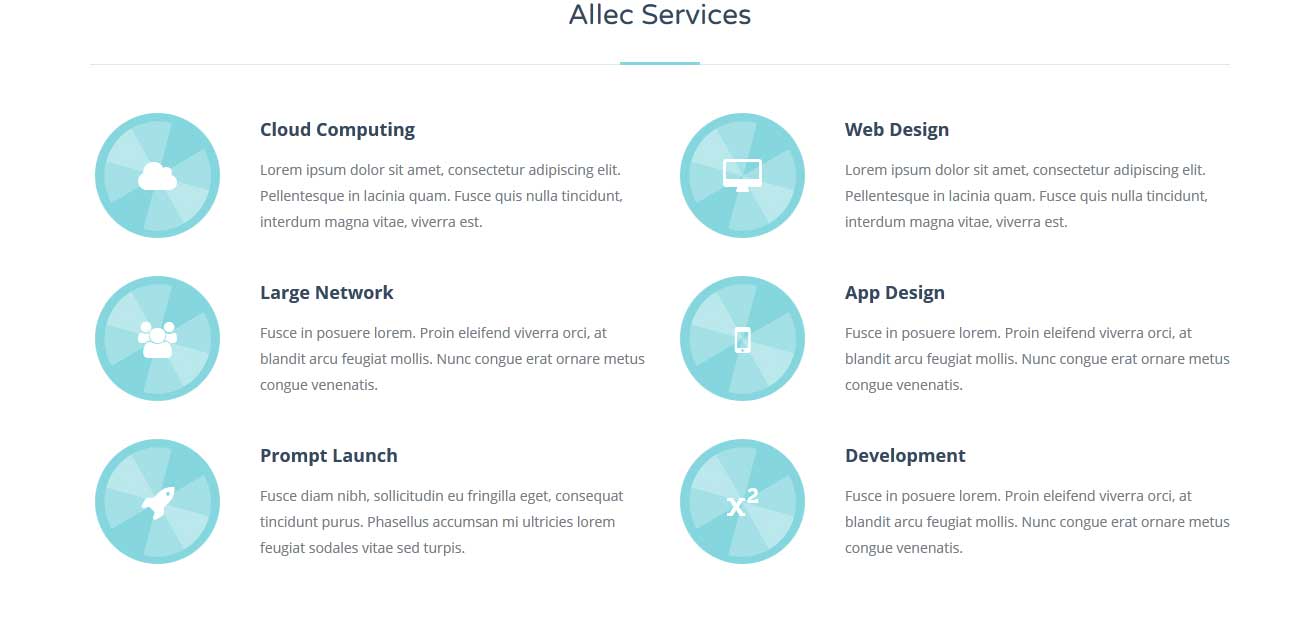 Allec Services
Cloud Computing
Lorem ipsum dolor sit amet, consectetur adipiscing elit.
Pellentesque in lacinia quam. Fusce quis nulla tincidunt,
interdum magna vitae, viverra est.
Web Design
Lorem ipsum dolor sit amet, consectetur adipiscing elit.
Pellentesque in lacinia quam. Fusce quis nulla tincidunt,
interdum magna vitae, viverra est.
Large Network
Fusce in posuere lorem. Proin eleifend viverra orci, at
blandit arcu feugiat mollis. Nunc congue erat ornare metus
congue venenatis.
App Design
Fusce in posuere lorem. Proin eleifend viverra orci, at
blandit arcu feugiat mollis. Nunc congue erat ornare metus
congue venenatis.
Prompt Launch
Fusce diam nibh, sollicitudin eu fringilla eget, consequat
tincidunt purus. Phasellus accumsan mi ultricies lorem
feugiat sodales vitae sed turpis.
x²
Development
Fusce in posuere lorem. Proin eleifend viverra orci, at
blandit arcu feugiat mollis. Nunc congue erat ornare metus
congue venenatis.